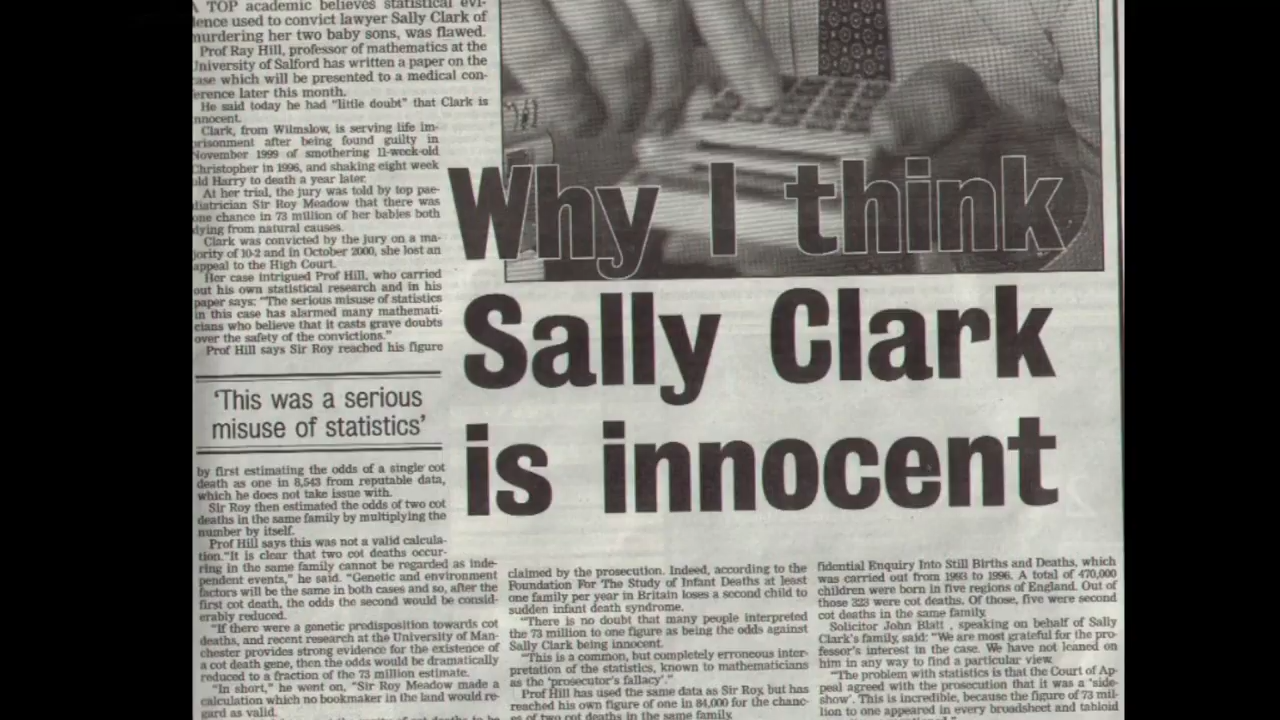 A TOP academic believes statistical evi-
dence used to convict lawyer Sally Clark of
murdering her two baby sons, was flawed.
Prof Ray Hill, professor of mathematics at the
University of Salford has written a paper on the
case which will be presented to a medical con-
erence later this month.
He said today he had "little doubt" that Clark is
nnocent.
Clark, from Wilmslow, is serving life im-
prisonment after being found guilty in
November 1999 of smothering 11-week-old
Christopher in 1996, and shaking eight week
old Harry to death a year later.
At her trial, the jury was told by top pae-
diatrician Sir Roy Meadow that there was
one chance in 73 million of her babies both
dying from natural causes.
Clark was convicted by the jury on a ma-
jority of 10-2 and in October 2000, she lost an
appeal to the High Court.
Her case intrigued Prof Hill, who carried
out his own statistical research and in his
paper says: "The serious misuse of statistics
in this case has alarmed many mathemati-
cians who believe that it casts grave doubts
over the safety of the convictions."
Prof Hill says Sir Roy reached his figure
'This was a serious
misuse of statistics'
by first estimating the odds of a single cot
death as one in 8,543 from reputable data,
which he does not take issue with.
Sir Roy then estimated the odds of two cot
deaths in the same family by multiplying the
number by itself.
Prof Hill says this was not a valid calcula-
tion. "It is clear that two cot deaths occur-
ring in the same family cannot be regarded as inde-
pendent events," he said. "Genetic and environment
factors will be the same in both cases and so, after the
first cot death, the odds the second would be consid-
erably reduced.
"If there were a genetic predisposition towards cot
deaths, and recent research at the University of Man-
chester provides strong evidence for the existence of
a cot death gene, then the odds would be dramatically
reduced to a fraction of the 73 million estimate.
"In short," he went on, "Sir Roy Meadow made a
calculation which no bookmaker in the land would re-
gard as valid.
Why I think
Sally Clark
is innocent
claimed by the prosecution. Indeed, according to the
Foundation For The Study of Infant Deaths at least
one family per year in Britain loses a second child to
sudden infant death syndrome.
"There is no doubt that many people interpreted
the 73 million to one figure as being the odds against
Sally Clark being innocent.
"This is a common, but completely erroneous inter-
pretation of the statistics, known to mathematicians
as the 'prosecutor's fallacy'."
Prof Hill has used the same data as Sir Roy, but has
reached his own figure of one in 84,000 for the chanc-
es of two cot deaths in the same family.
fidential Enquiry Into Still Births and Deaths, which
was carried out from 1993 to 1996. A total of 470,000
children were born in five regions of England. Out of
those 323 were cot deaths. Of those, five were second
cot deaths in the same family.
Solicitor John Blatt , speaking on behalf of Sally
Clark's family, said: "We are most grateful for the pro-
fessor's interest in the case. We have not leaned on
him in any way to find a particular view.
"The problem with statistics is that the Court of Ap-
peal agreed with the prosecution that it was a 'side-
show'. This is incredible, because the figure of 73 mil-
lion to one appeared in every broadsheet and tabloid